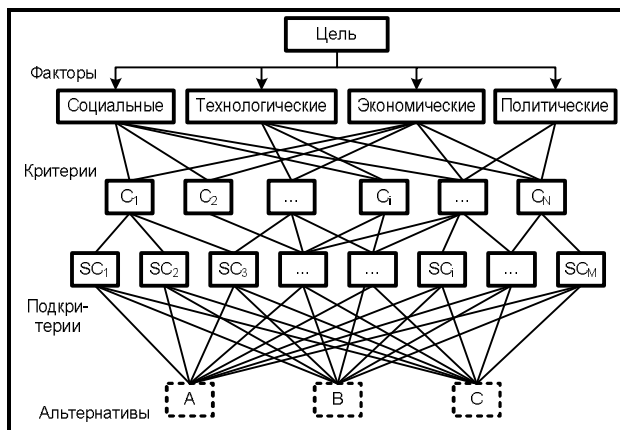 Цель
Факторы
Социальные Технологические Экономические Политические
Критерии
C1 C2 ... Ci ... CN
SC1 SC2 SC3 ... ... SCi ... SCM
Подкри-
терии
A B C
Альтернативы